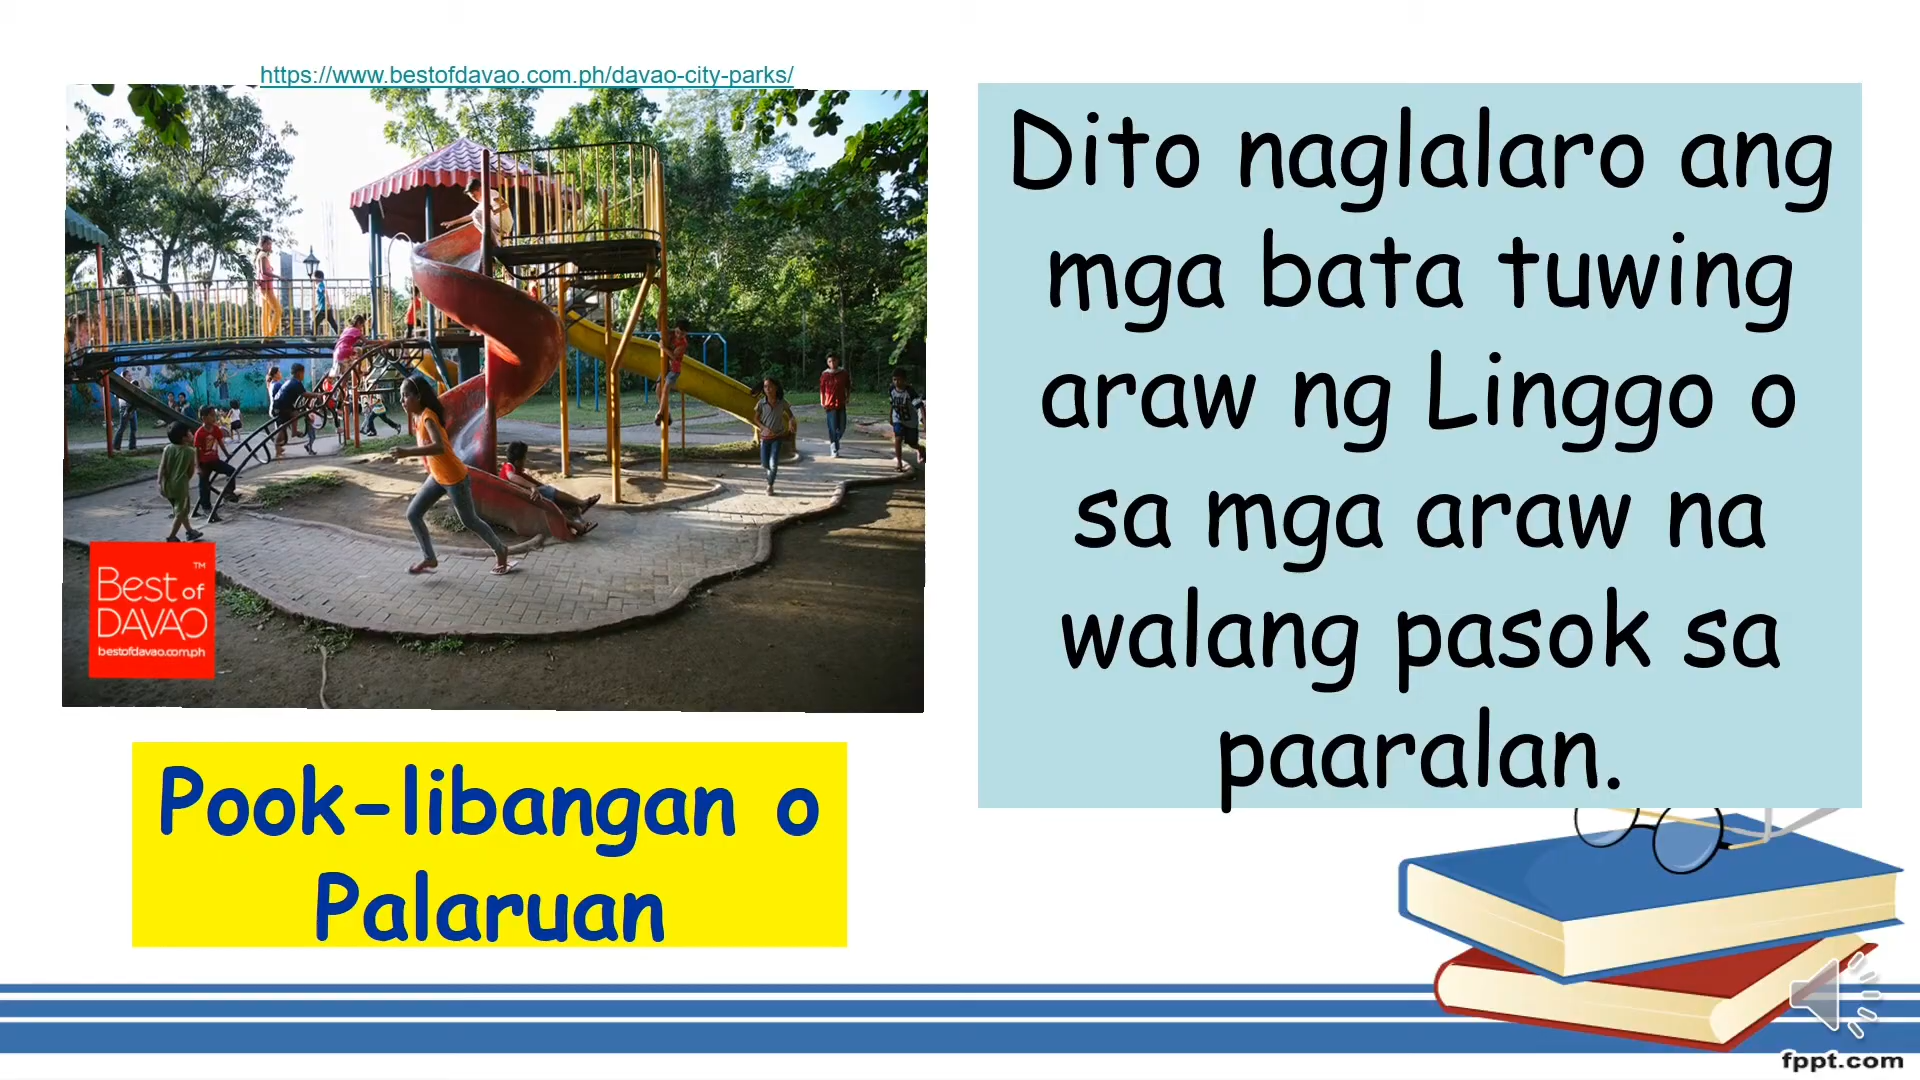 https://www.bestofdavao.com.ph/davao-city-parks/
Best of
DAVAO
TM
bestofdavao.com.ph
Pook-libangan o
Palaruan
Dito naglalaro ang
mga bata tuwing
araw ng Linggo o
sa mga araw na
walang pasok sa
paaralan.
fppt.com